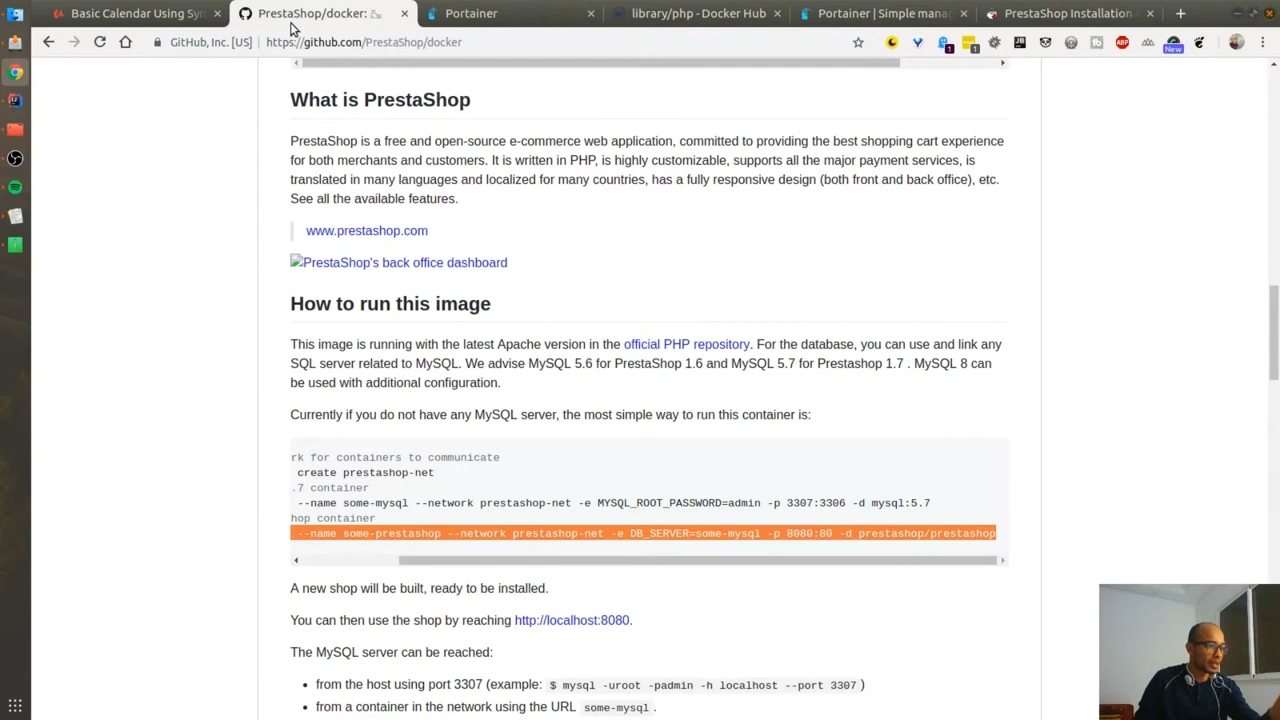 Basic Calendar Using Syn
PrestaShop/docker:
Portainer
library/php - Docker Hub
Portainer | Simple mana
PrestaShop Installation
GitHub, Inc. [US]
https://github.com/PrestaShop/docker
1
1
New
What is PrestaShop
PrestaShop is a free and open-source e-commerce web application, committed to providing the best shopping cart experience
for both merchants and customers. It is written in PHP, is highly customizable, supports all the major payment services, is
translated in many languages and localized for many countries, has a fully responsive design (both front and back office), etc.
See all the available features.
www.prestashop.com
PrestaShop's back office dashboard
How to run this image
This image is running with the latest Apache version in the official PHP repository. For the database, you can use and link any
SQL server related to MySQL. We advise MySQL 5.6 for PrestaShop 1.6 and MySQL 5.7 for Prestashop 1.7 . MySQL 8 can
be used with additional configuration.
Currently if you do not have any MySQL server, the most simple way to run this container is:
rk for containers to communicate
create prestashop-net
.7 container
--name some-mysql --network prestashop-net -e MYSQL_ROOT_PASSWORD=admin -p 3307:3306 -d mysql:5.7
hop container
--name some-prestashop --network prestashop-net -e DB_SERVER=some-mysql -p 8080:80 -d prestashop/prestashop
A new shop will be built, ready to be installed.
You can then use the shop by reaching http://localhost:8080.
The MySQL server can be reached:
• from the host using port 3307 (example: $ mysql -uroot -padmin -h localhost --port 3307 )
• from a container in the network using the URL some-mysql .